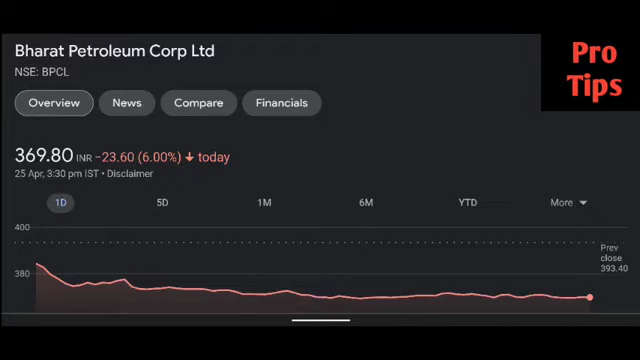 Bharat Petroleum Corp Ltd
NSE: BPCL
Pro
Tips
Overview News Compare Financials
369.80 INR −23.60 (6.00%) ↓ today
25 Apr, 3:30 pm IST • Disclaimer
1D 5D 1M 6M YTD More
400
Prev
close
393.40
380